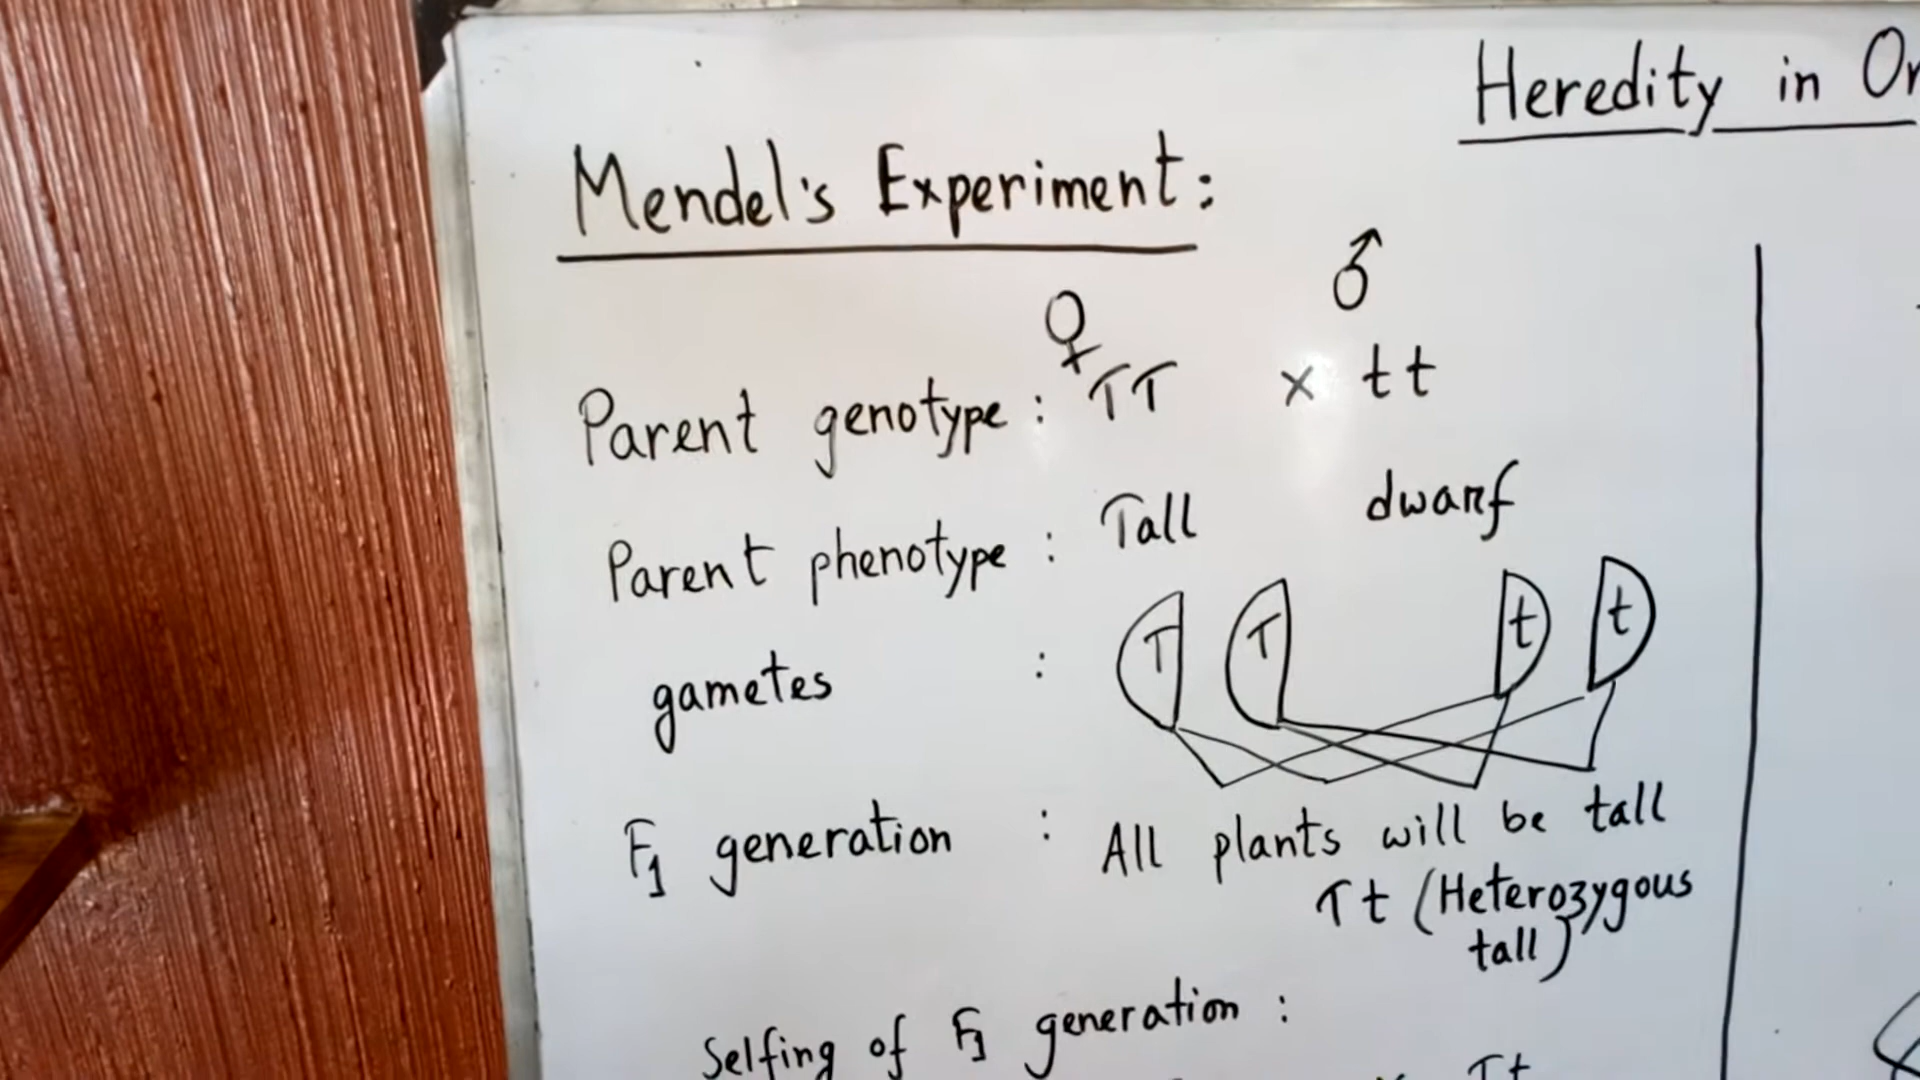 Heredity in Or
Mendel's Experiment:
♀ ♂
Parent genotype : TT × tt
Parent phenotype : Tall dwarf
gametes : T T t t
F1 generation : All plants will be tall
Tt (Heterozygous
tall)
Selfing of F1 generation :
Tt